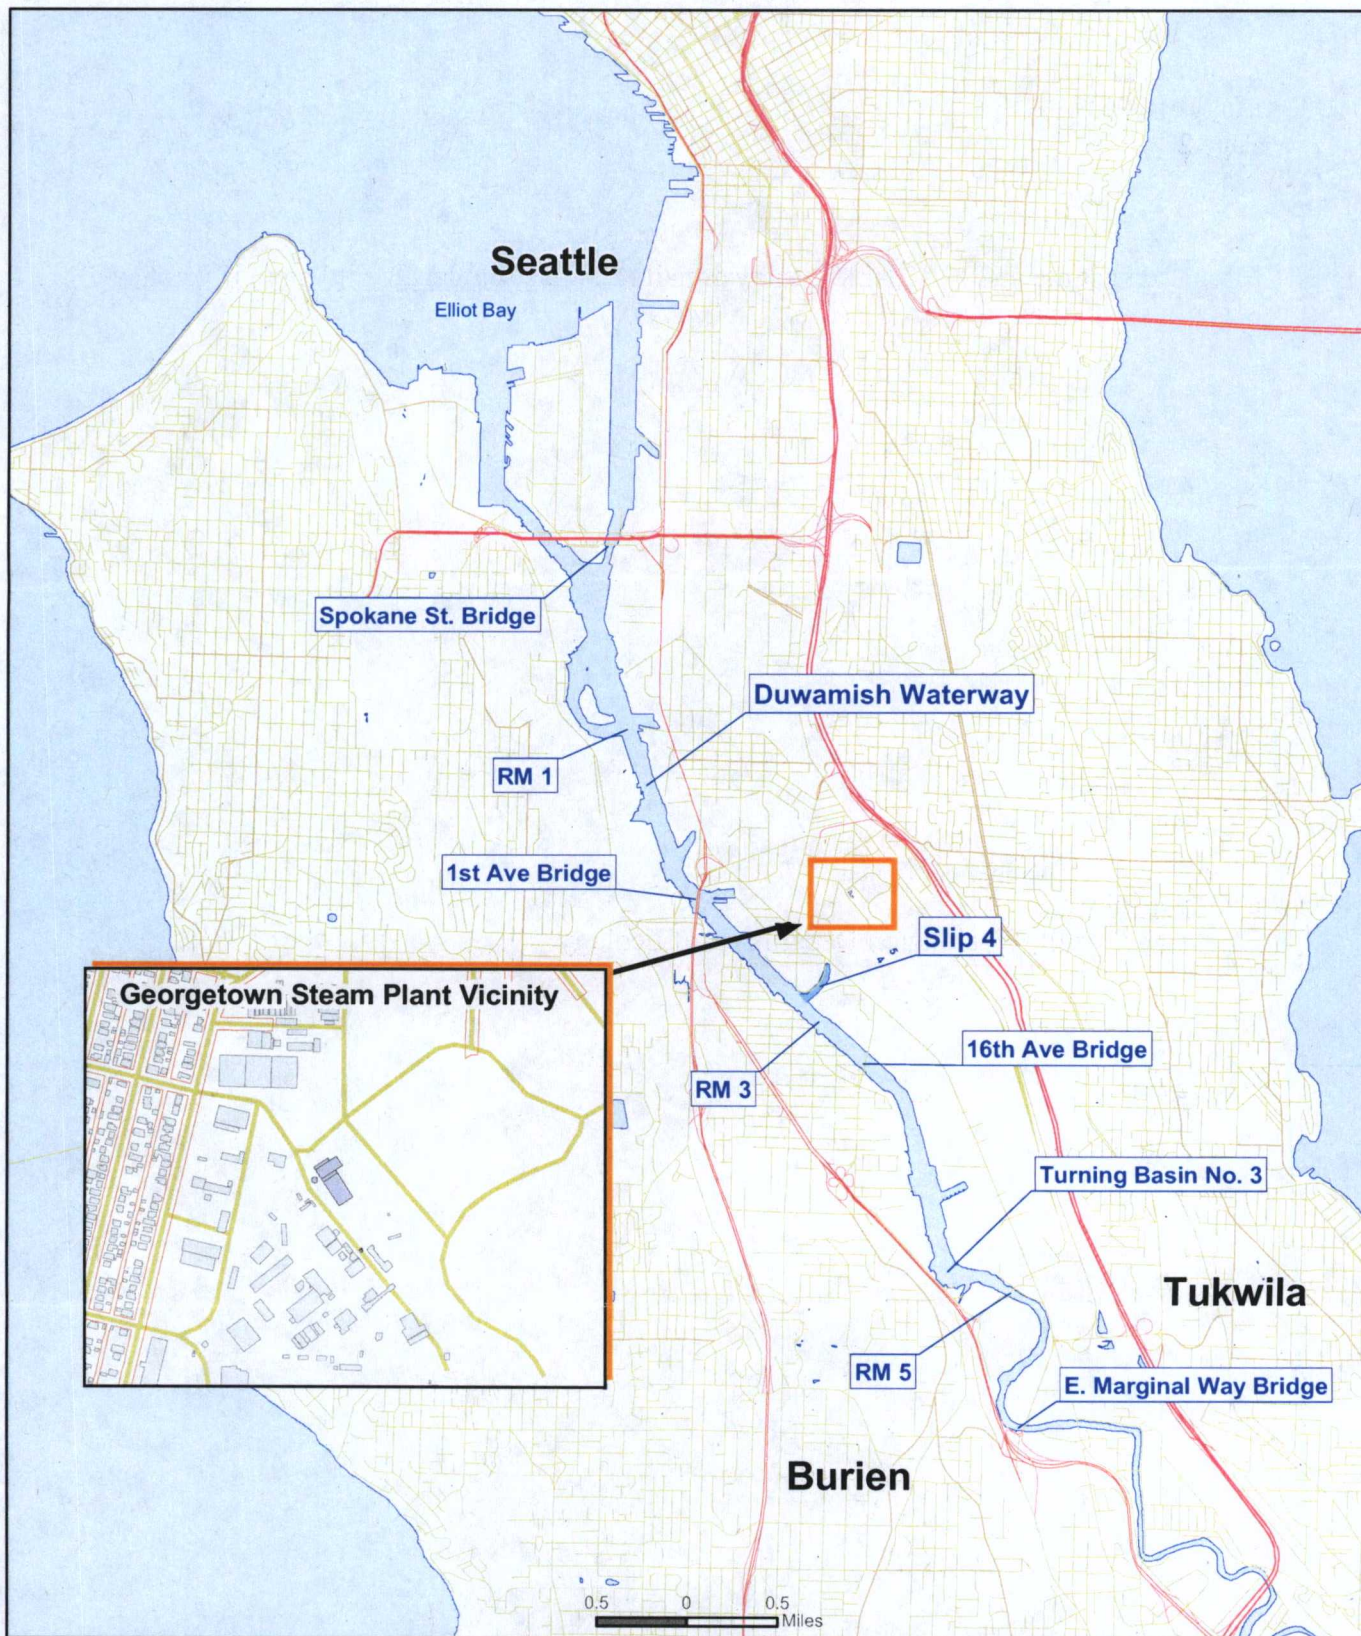 Seattle
Elliot Bay
Spokane St. Bridge
Duwamish Waterway
RM 1
1st Ave Bridge
Slip 4
Georgetown Steam Plant Vicinity
16th Ave Bridge
RM 3
Turning Basin No. 3
Tukwila
RM 5
E. Marginal Way Bridge
Burien
0.5 0 0.5
Miles